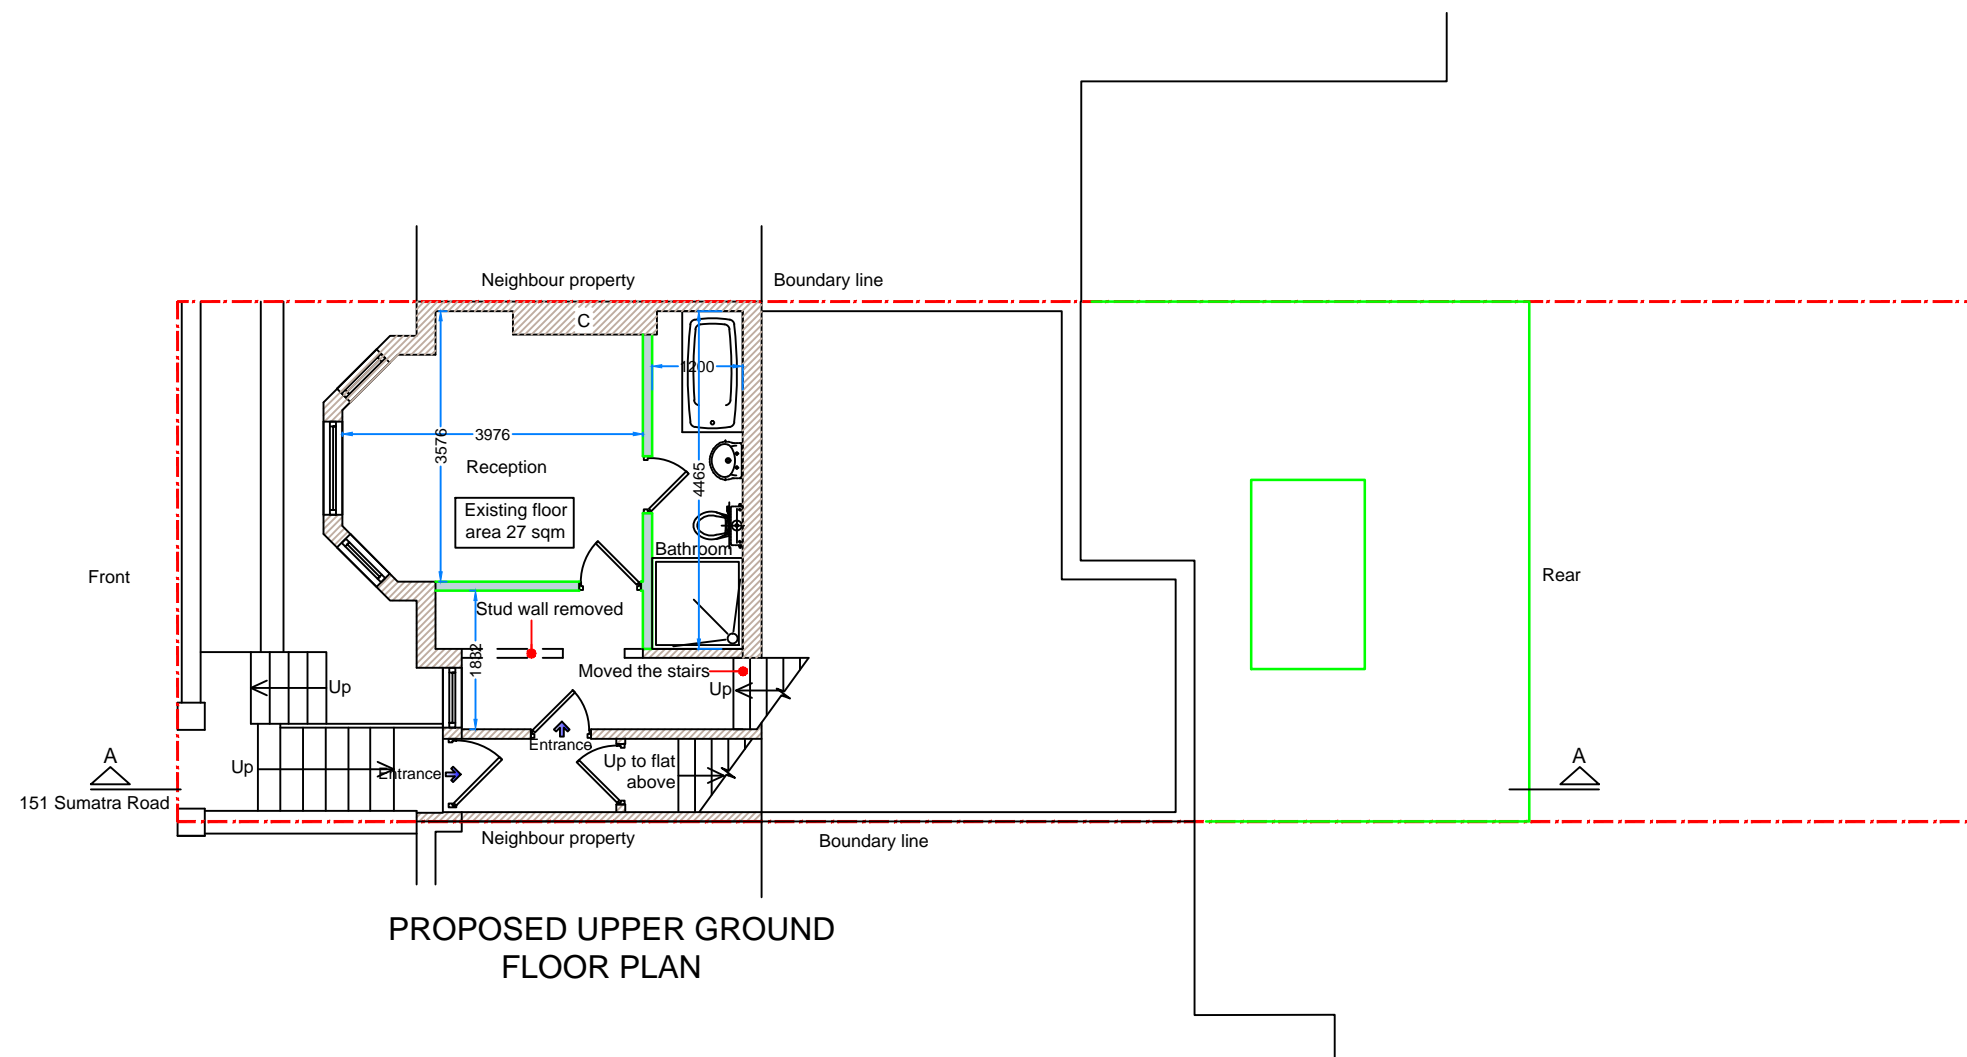 Neighbour property
Boundary line
C
1200
3576
3976
4465
Reception
Existing floor
area 27 sqm
Bathroom
Front
Rear
Stud wall removed
1832
Moved the stairs
Up
Up
Entrance
Up to flat
above
Up
Entrance
A
A
151 Sumatra Road
Neighbour property
Boundary line
PROPOSED UPPER GROUND
FLOOR PLAN